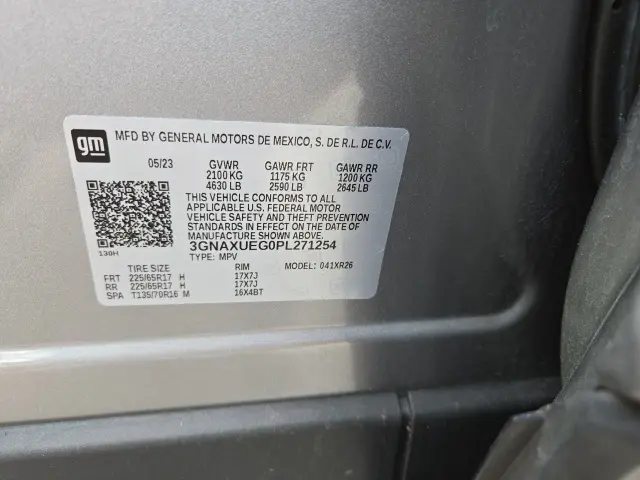 gm
MFD BY GENERAL MOTORS DE MEXICO, S. DE R.L. DE C.V.
05/23 GVWR GAWR FRT GAWR RR
2100 KG 1175 KG 1200 KG
4630 LB 2590 LB 2645 LB
THIS VEHICLE CONFORMS TO ALL
APPLICABLE U.S. FEDERAL MOTOR
VEHICLE SAFETY AND THEFT PREVENTION
STANDARDS IN EFFECT ON THE DATE OF
MANUFACTURE SHOWN ABOVE.
3GNAXUEG0PL271254
130H TYPE: MPV
TIRE SIZE RIM MODEL: 041XR26
FRT 225/65R17 H 17X7J
RR 225/65R17 H 17X7J
SPA T135/70R16 M 16X4BT